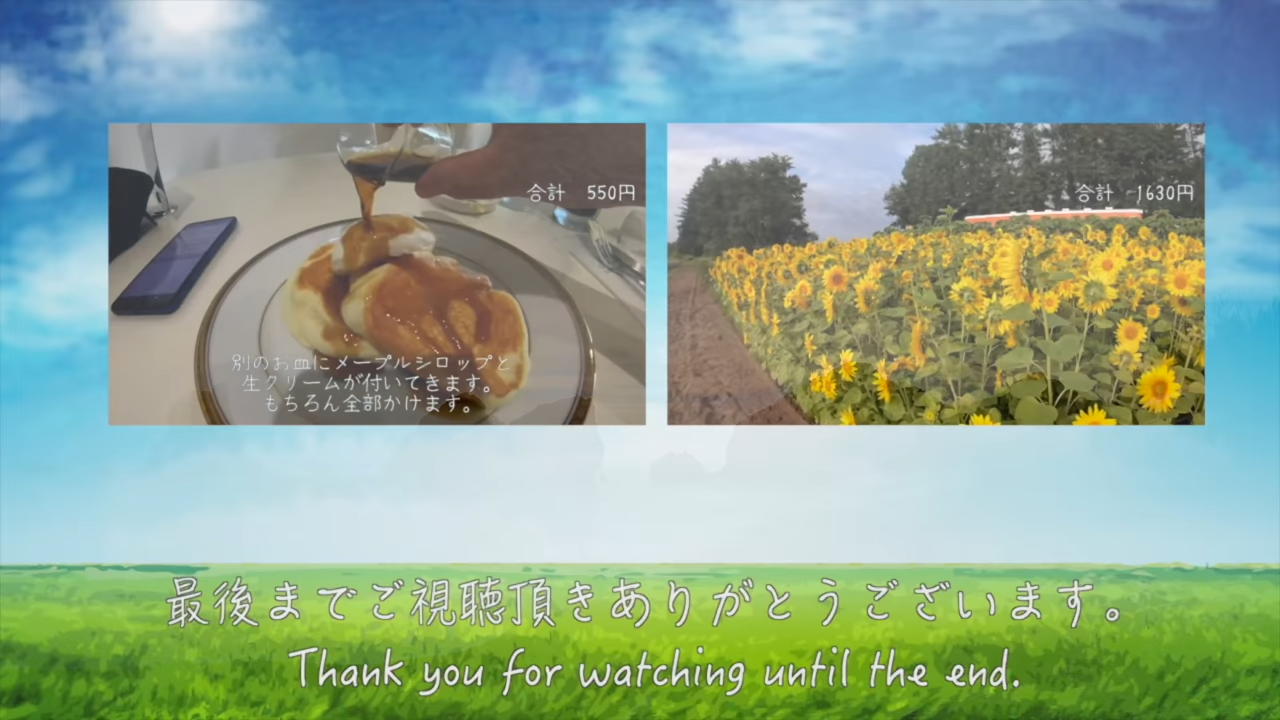 合計 550円
別のお皿にメープルシロップと
生クリームが付いてきます。
もちろん全部かけます。
合計 1630円
最後までご視聴頂きありがとうございます。
Thank you for watching until the end.